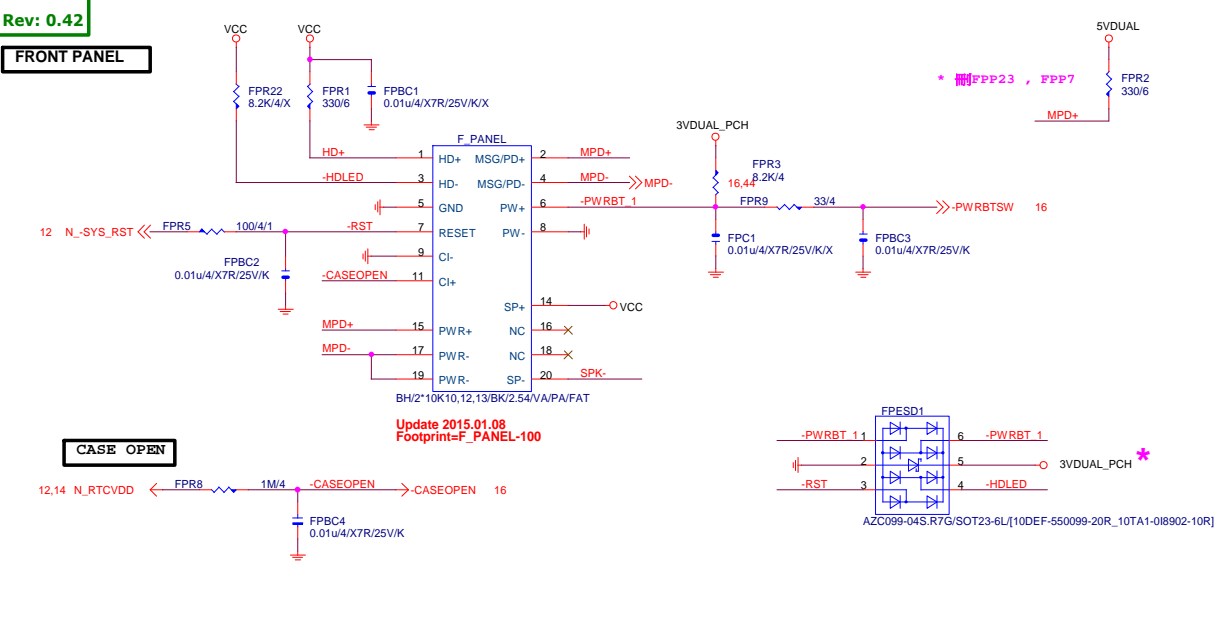 Rev: 0.42
FRONT PANEL
VCC
VCC
5VDUAL
FPR22
8.2K/4/X
FPR1
330/6
FPBC1
0.01u/4/X7R/25V/K/X
* 刪FPP23 , FPP7
FPR2
330/6
MPD+
3VDUAL_PCH
F_PANEL
HD+
1
HD+
MSG/PD+
2
MPD+
FPR3
8.2K/4
-HDLED
3
HD-
MSG/PD-
4
MPD-
MPD-
16,44
5
GND
PW+
6
-PWRBT_1
FPR9
33/4
-PWRBTSW
16
12
N_-SYS_RST
FPR5
100/4/1
-RST
7
RESET
PW-
8
FPC1
0.01u/4/X7R/25V/K/X
FPBC3
0.01u/4/X7R/25V/K
9
CI-
FPBC2
0.01u/4/X7R/25V/K
-CASEOPEN
11
CI+
SP+
14
VCC
MPD+
15
PWR+
NC
16
MPD-
17
PWR-
NC
18
19
PWR-
SP-
20
SPK-
BH/2*10K10,12,13/BK/2.54/VA/PA/FAT
Update 2015.01.08
Footprint=F_PANEL-100
CASE OPEN
12,14
N_RTCVDD
FPR8
1M/4
-CASEOPEN
-CASEOPEN
16
FPBC4
0.01u/4/X7R/25V/K
FPESD1
-PWRBT_1
1
6
-PWRBT_1
2
5
3VDUAL_PCH
*
-RST
3
4
-HDLED
AZC099-04S.R7G/SOT23-6L/[10DEF-550099-20R_10TA1-0I8902-10R]